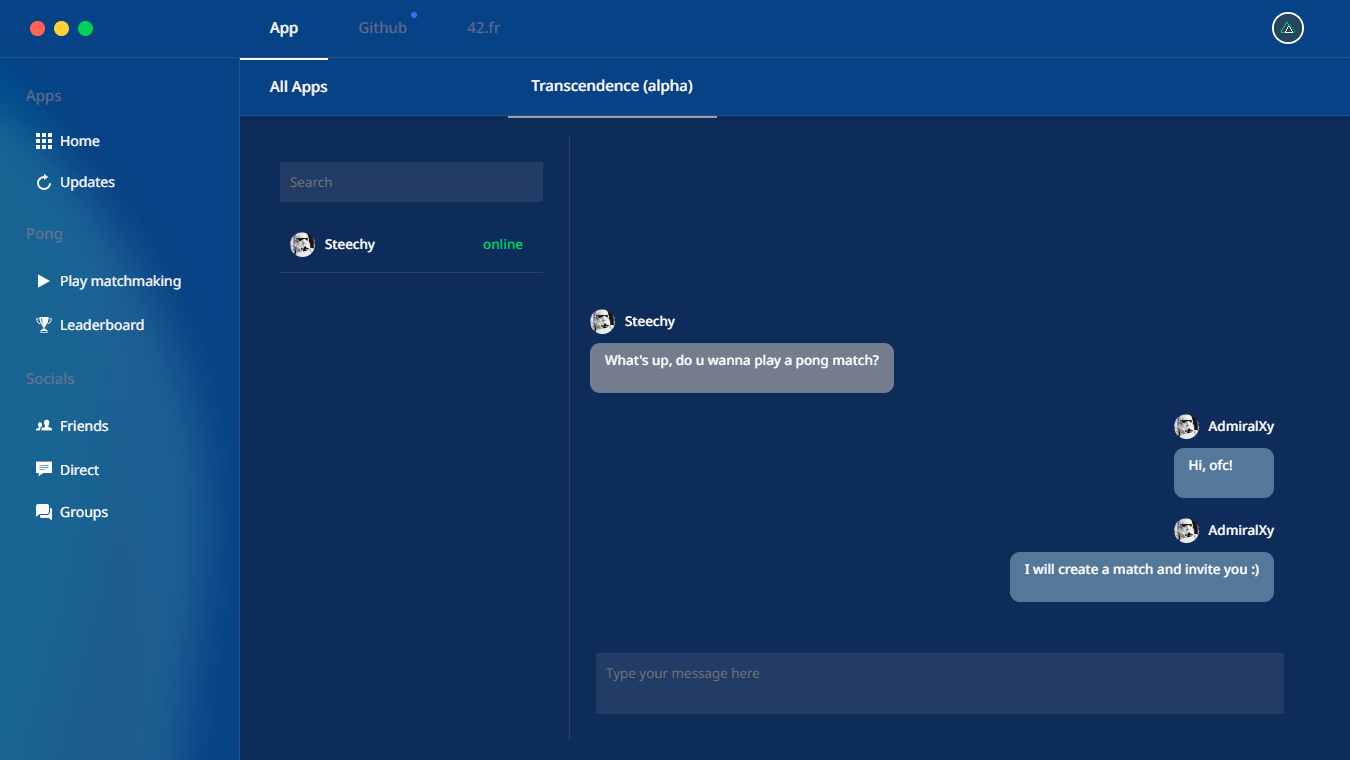 App
Github
42.fr
All Apps
Transcendence (alpha)
Apps
Home
Updates
Pong
Play matchmaking
Leaderboard
Socials
Friends
Direct
Groups
Search
Steechy
online
Steechy
What's up, do u wanna play a pong match?
AdmiralXy
Hi, ofc!
AdmiralXy
I will create a match and invite you :)
Type your message here